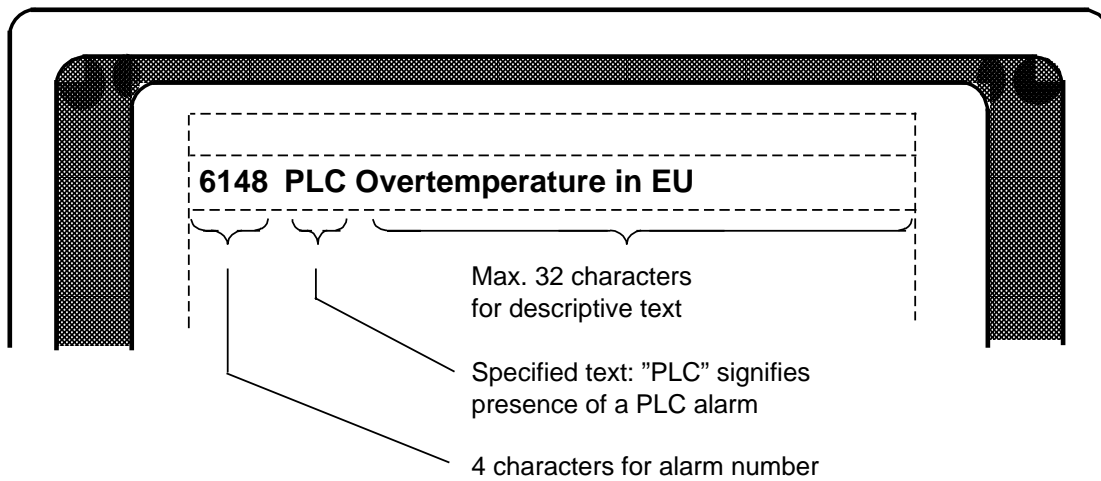 6148 PLC Overtemperature in EU
Max. 32 characters
for descriptive text
Specified text: ”PLC” signifies
presence of a PLC alarm
4 characters for alarm number